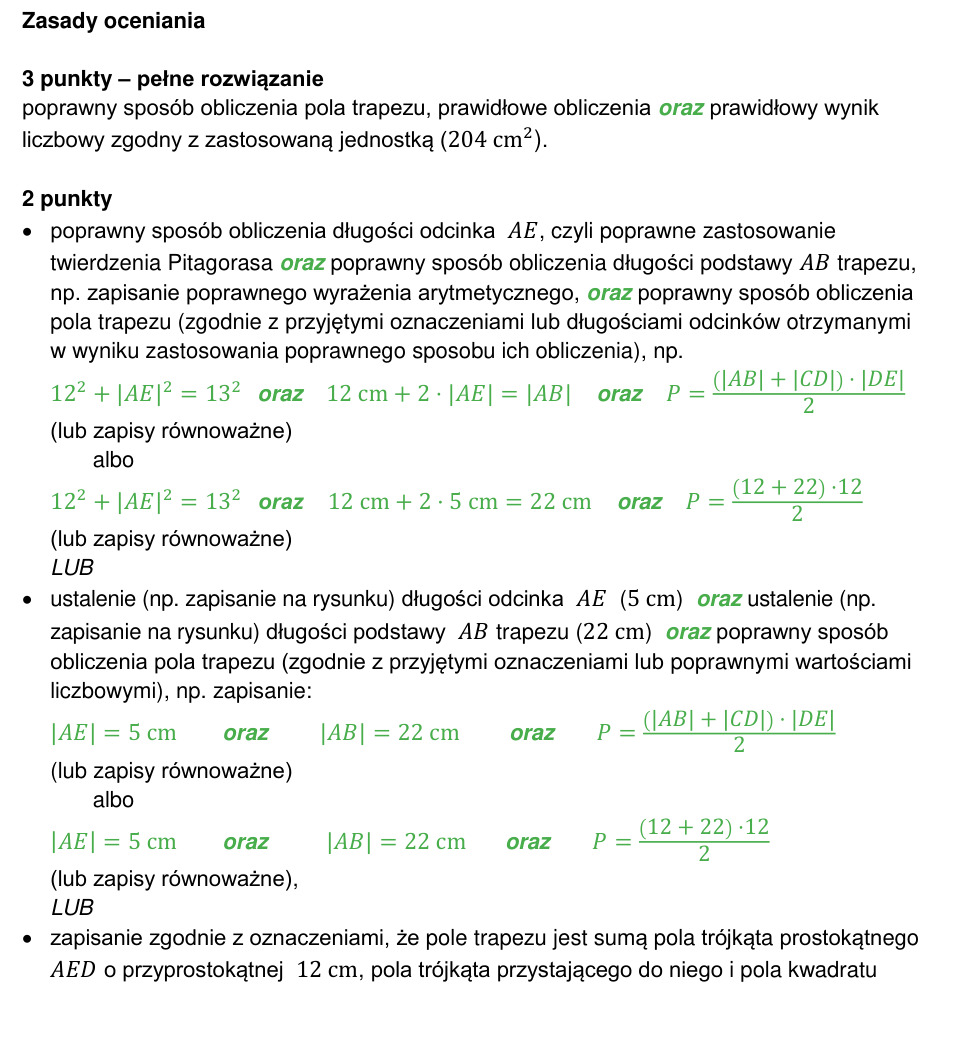 Zasady oceniania
3 punkty – pełne rozwiązanie
poprawny sposób obliczenia pola trapezu, prawidłowe obliczenia oraz prawidłowy wynik
liczbowy zgodny z zastosowaną jednostką (204 cm²).
2 punkty
• poprawny sposób obliczenia długości odcinka AE, czyli poprawne zastosowanie
twierdzenia Pitagorasa oraz poprawny sposób obliczenia długości podstawy AB trapezu,
np. zapisanie poprawnego wyrażenia arytmetycznego, oraz poprawny sposób obliczenia
pola trapezu (zgodnie z przyjętymi oznaczeniami lub długościami odcinków otrzymanymi
w wyniku zastosowania poprawnego sposobu ich obliczenia), np.
12² + |AE|² = 13² oraz 12 cm + 2 · |AE| = |AB| oraz P = (|AB| + |CD|) · |DE| / 2
(lub zapisy równoważne)
albo
12² + |AE|² = 13² oraz 12 cm + 2 · 5 cm = 22 cm oraz P = (12 + 22) ·12 / 2
(lub zapisy równoważne)
LUB
• ustalenie (np. zapisanie na rysunku) długości odcinka AE (5 cm) oraz ustalenie (np.
zapisanie na rysunku) długości podstawy AB trapezu (22 cm) oraz poprawny sposób
obliczenia pola trapezu (zgodnie z przyjętymi oznaczeniami lub poprawnymi wartościami
liczbowymi), np. zapisanie:
|AE| = 5 cm oraz |AB| = 22 cm oraz P = (|AB| + |CD|) · |DE| / 2
(lub zapisy równoważne)
albo
|AE| = 5 cm oraz |AB| = 22 cm oraz P = (12 + 22) ·12 / 2
(lub zapisy równoważne),
LUB
• zapisanie zgodnie z oznaczeniami, że pole trapezu jest sumą pola trójkąta prostokątnego
AED o przyprostokątnej 12 cm, pola trójkąta przystającego do niego i pola kwadratu